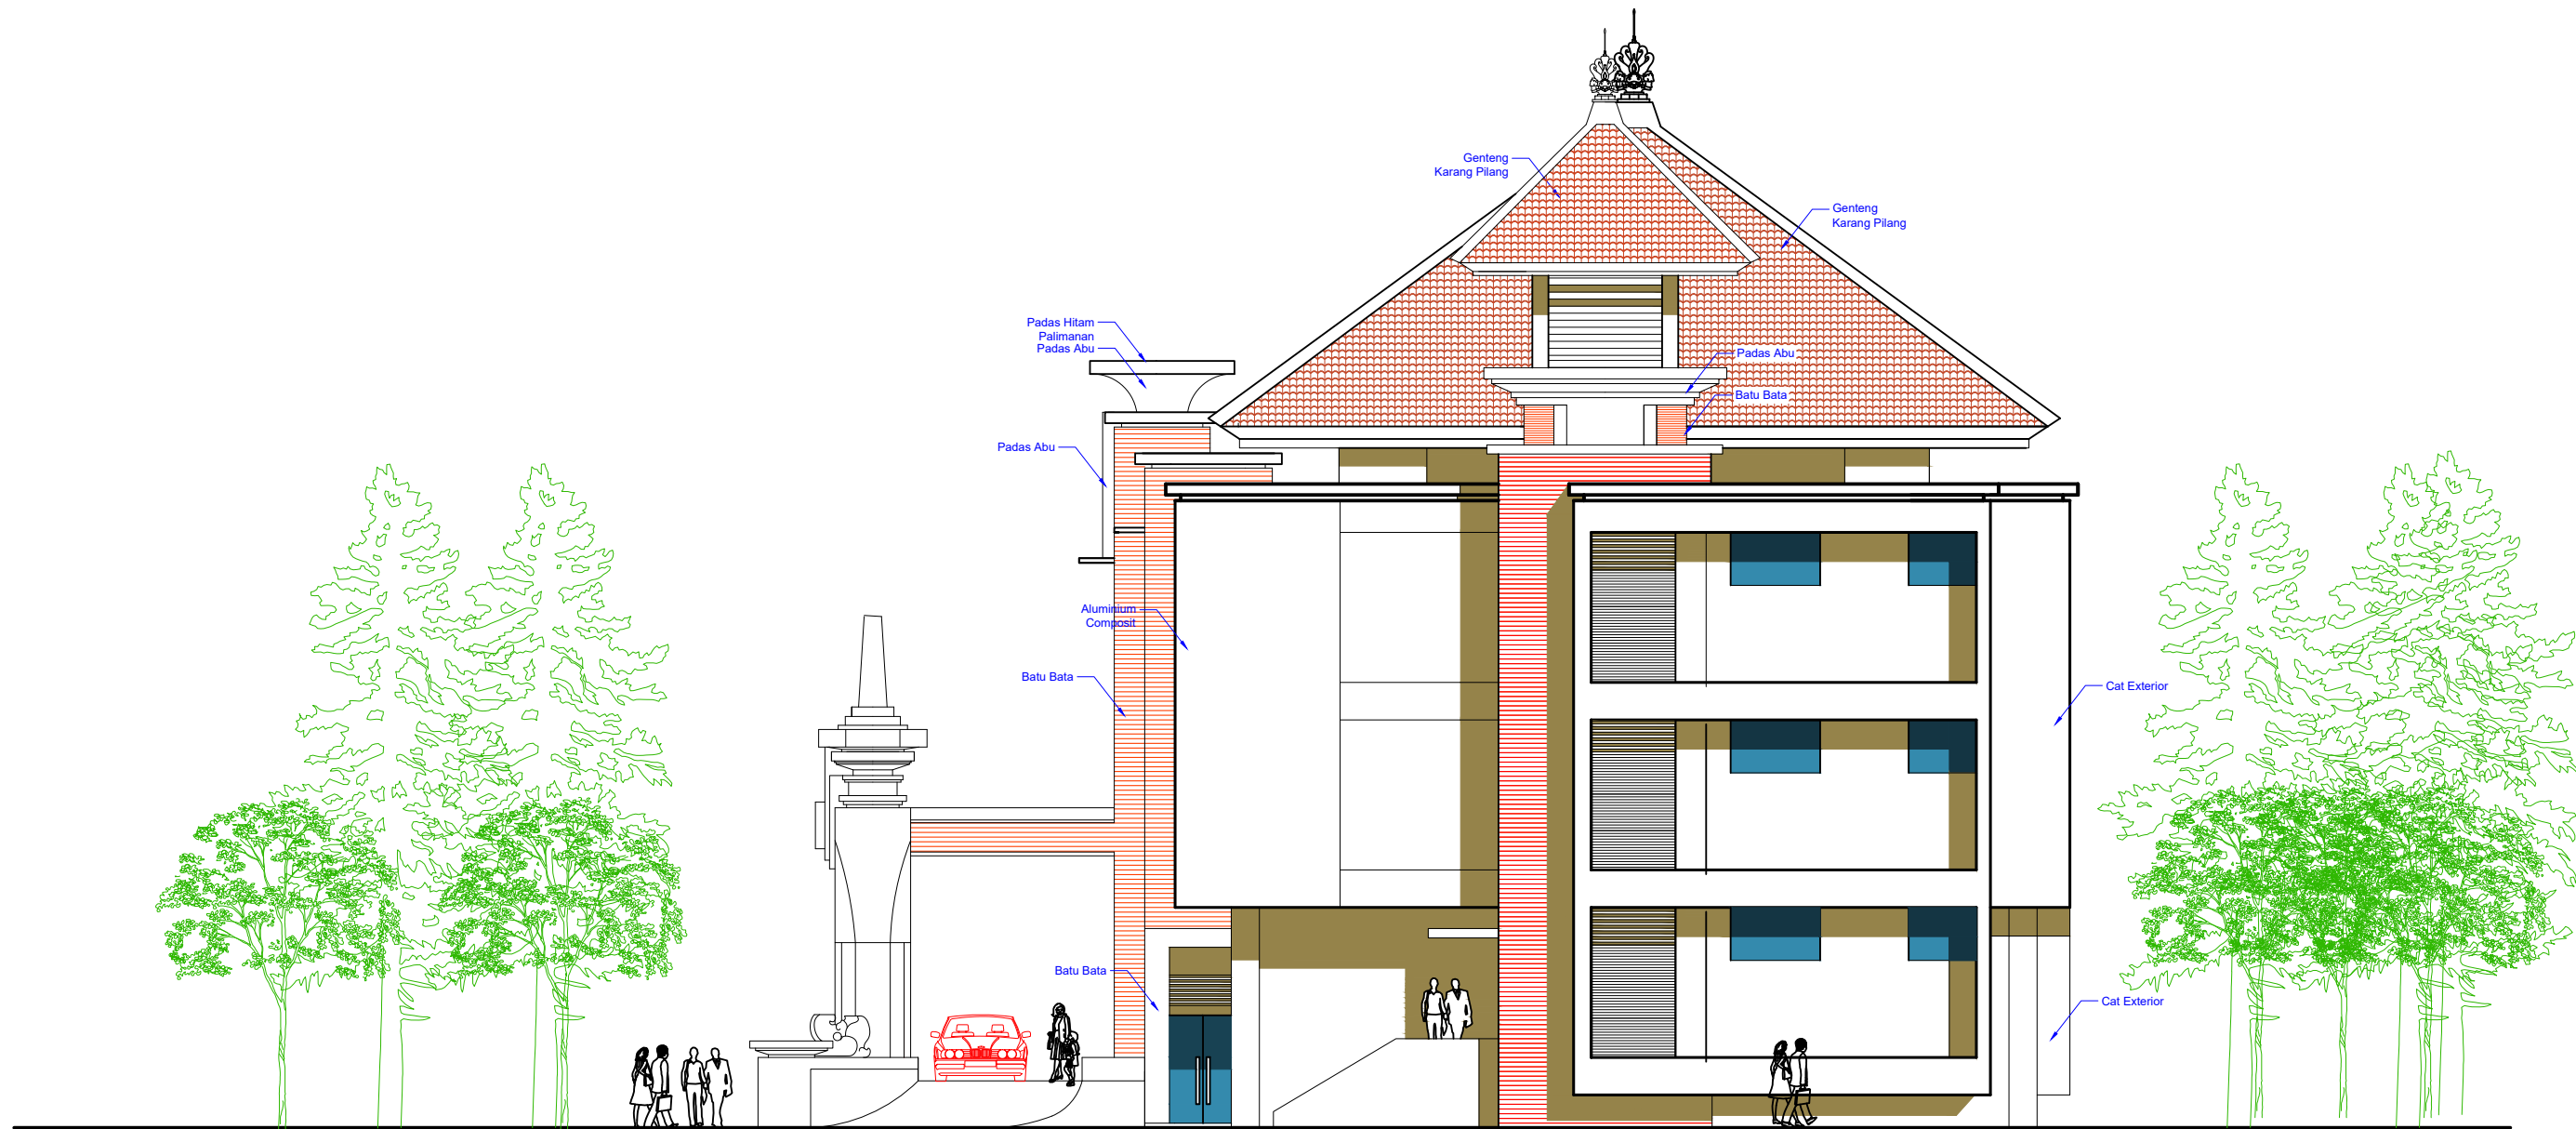 Genteng
Karang Pilang
Genteng
Karang Pilang
Padas Hitam
Palimanan
Padas Abu
Padas Abu
Batu Bata
Padas Abu
Aluminium
Composit
Batu Bata
Cat Exterior
Batu Bata
Cat Exterior